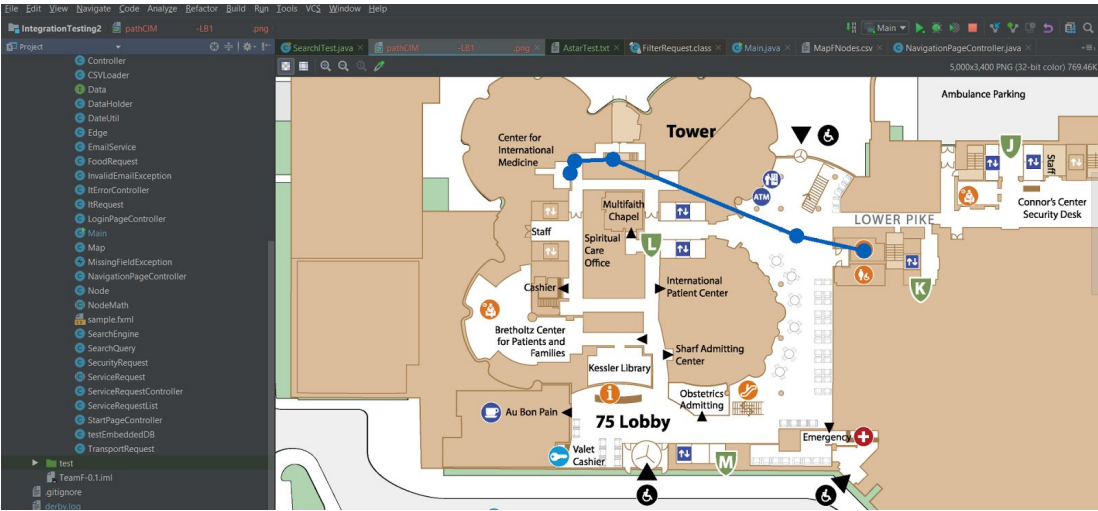 File Edit View Navigate Code Analyze Refactor Build Run Tools VCS Window Help
IntegrationTesting2 pathCIM -LB1 .png
Main
Project
SearchITest.java pathCIM -LB1 .png AstarTest.txt FilterRequest.class Main.java MapFNodes.csv NavigationPageController.java
5,000x3,400 PNG (32-bit color) 769.46K
Controller
CSVLoader
Data
DataHolder
DateUtil
Edge
EmailService
FoodRequest
InvalidEmailException
ItErrorController
ItRequest
LoginPageController
Main
Map
MissingFieldException
NavigationPageController
Node
NodeMath
sample.fxml
SearchEngine
SearchQuery
SecurityRequest
ServiceRequest
ServiceRequestController
ServiceRequestList
StartPageController
testEmbeddedDB
TransportRequest
test
TeamF-0.1.iml
.gitignore
derby.log
Ambulance Parking
Tower
Center for
International
Medicine
J
Staff
ATM
Connor's Center
Security Desk
Multifaith
Chapel
LOWER PIKE
Staff
L
Spiritual
Care
Office
K
Cashier
International
Patient Center
Bretholtz Center
for Patients and
Families
Sharf Admitting
Center
Kessler Library
Obstetrics
Admitting
Au Bon Pain
75 Lobby
Emergency
Valet
Cashier
M